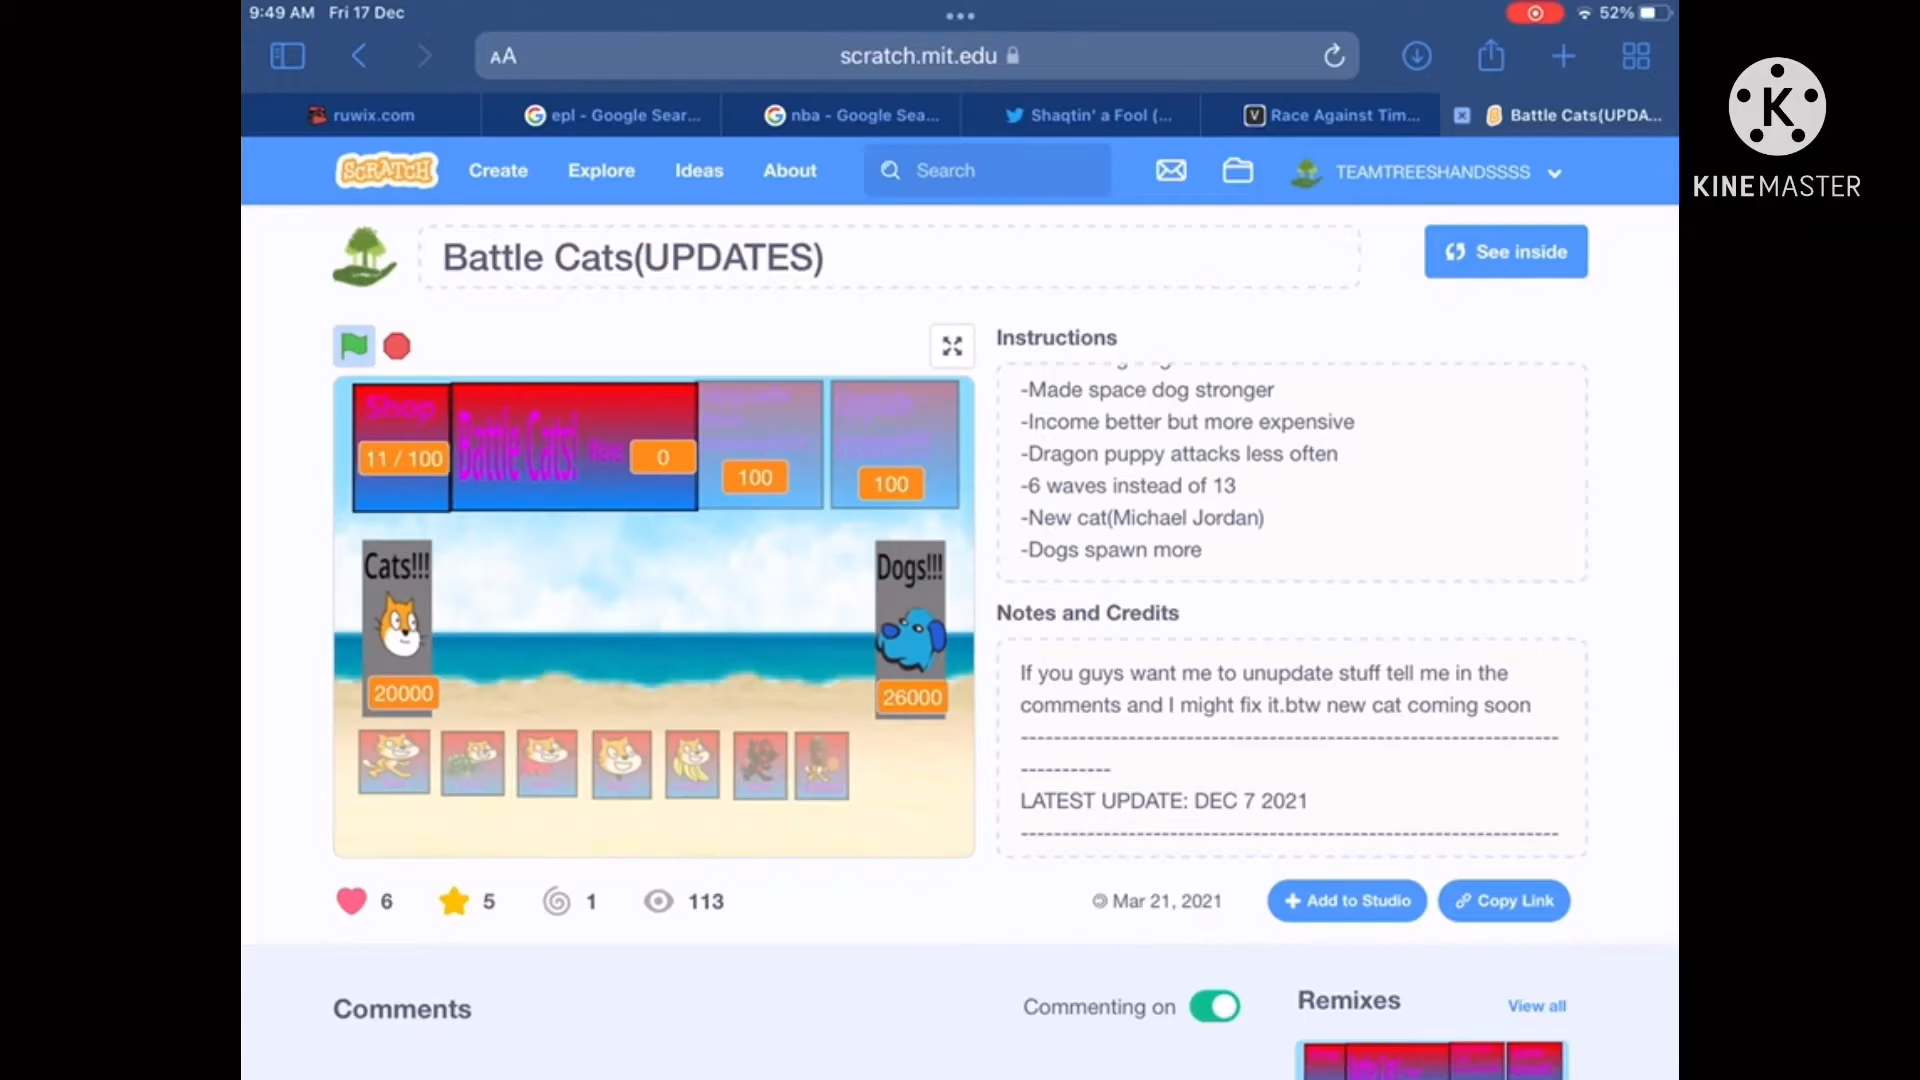 9:49 AM Fri 17 Dec
52%
AA
scratch.mit.edu
ruwix.com
epl - Google Sear...
nba - Google Sea...
Shaqtin' a Fool (...
Race Against Tim...
Battle Cats(UPDA...
K
KINEMASTER
SCRATCH
Create
Explore
Ideas
About
Search
TEAMTREESHANDSSSS
Battle Cats(UPDATES)
See inside
Instructions
-Made space dog stronger
-Income better but more expensive
-Dragon puppy attacks less often
-6 waves instead of 13
-New cat(Michael Jordan)
-Dogs spawn more
Shop
11 / 100
Battle Cats!
0
100
100
Cats!!!
20000
Dogs!!!
26000
Notes and Credits
If you guys want me to unupdate stuff tell me in the
comments and I might fix it.btw new cat coming soon
-----------------------------------------------------------------
-----------
LATEST UPDATE: DEC 7 2021
-----------------------------------------------------------------
6
5
1
113
Mar 21, 2021
Add to Studio
Copy Link
Comments
Commenting on
Remixes
View all